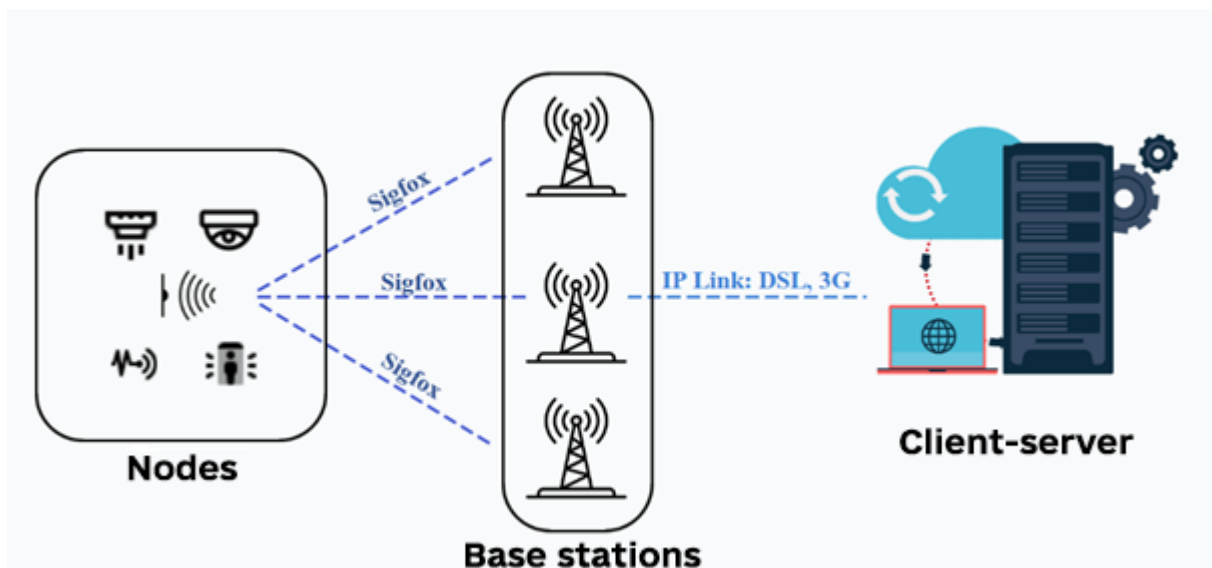 Sigfox
Sigfox
Sigfox
IP Link: DSL, 3G
Nodes
Base stations
Client-server